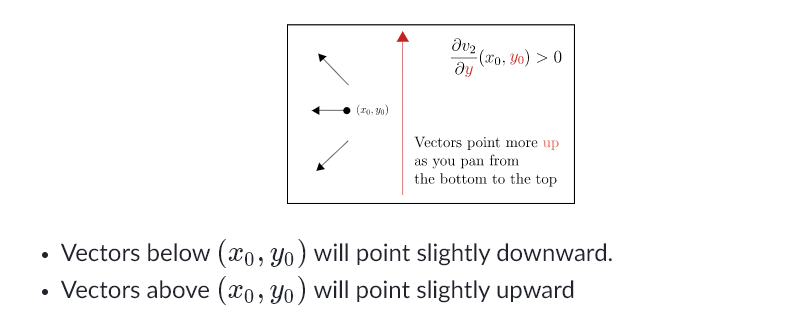 ∂v₂/∂y (x₀, y₀) > 0
(x₀, y₀)
Vectors point more up
as you pan from
the bottom to the top
• Vectors below (x₀, y₀) will point slightly downward.
• Vectors above (x₀, y₀) will point slightly upward